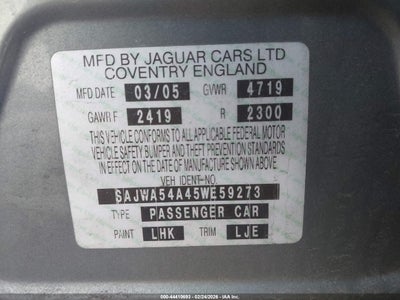 MFD BY JAGUAR CARS LTD
COVENTRY ENGLAND
MFD DATE 03/05 GVWR 4719
GAWR F 2419 R 2300
THIS VEHICLE CONFORMS TO ALL APPLICABLE FEDERAL MOTOR
VEHICLE SAFETY BUMPER AND THEFT PREVENTION STANDARDS
IN EFFECT ON THE DATE OF MANUFACTURE SHOWN ABOVE
VEH IDENT NO.
SAJWA54A45WE59273
TYPE PASSENGER CAR
PAINT LHK TRIM LJE
000-44410693 - 02/24/2026 - IAAI